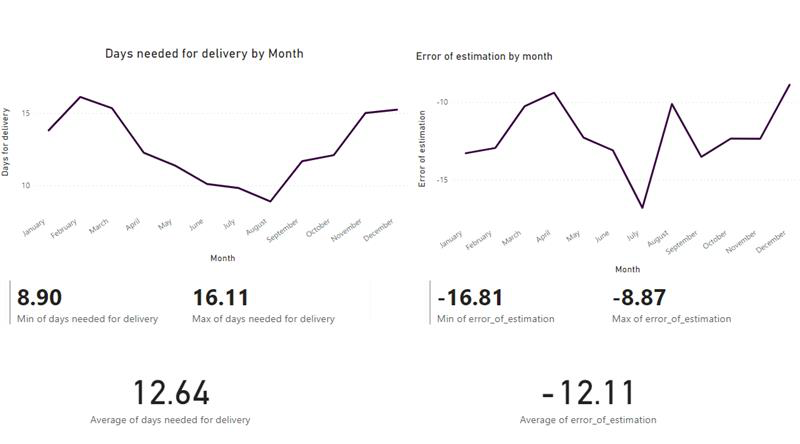 Days needed for delivery by Month
Days for delivery
15
10
January
February
March
April
May
June
July
August
September
October
November
December
Month
8.90
Min of days needed for delivery
16.11
Max of days needed for delivery
12.64
Average of days needed for delivery
Error of estimation by month
Error of estimation
-10
-15
January
February
March
April
May
June
July
August
September
October
November
December
Month
-16.81
Min of error_of_estimation
-8.87
Max of error_of_estimation
-12.11
Average of error_of_estimation